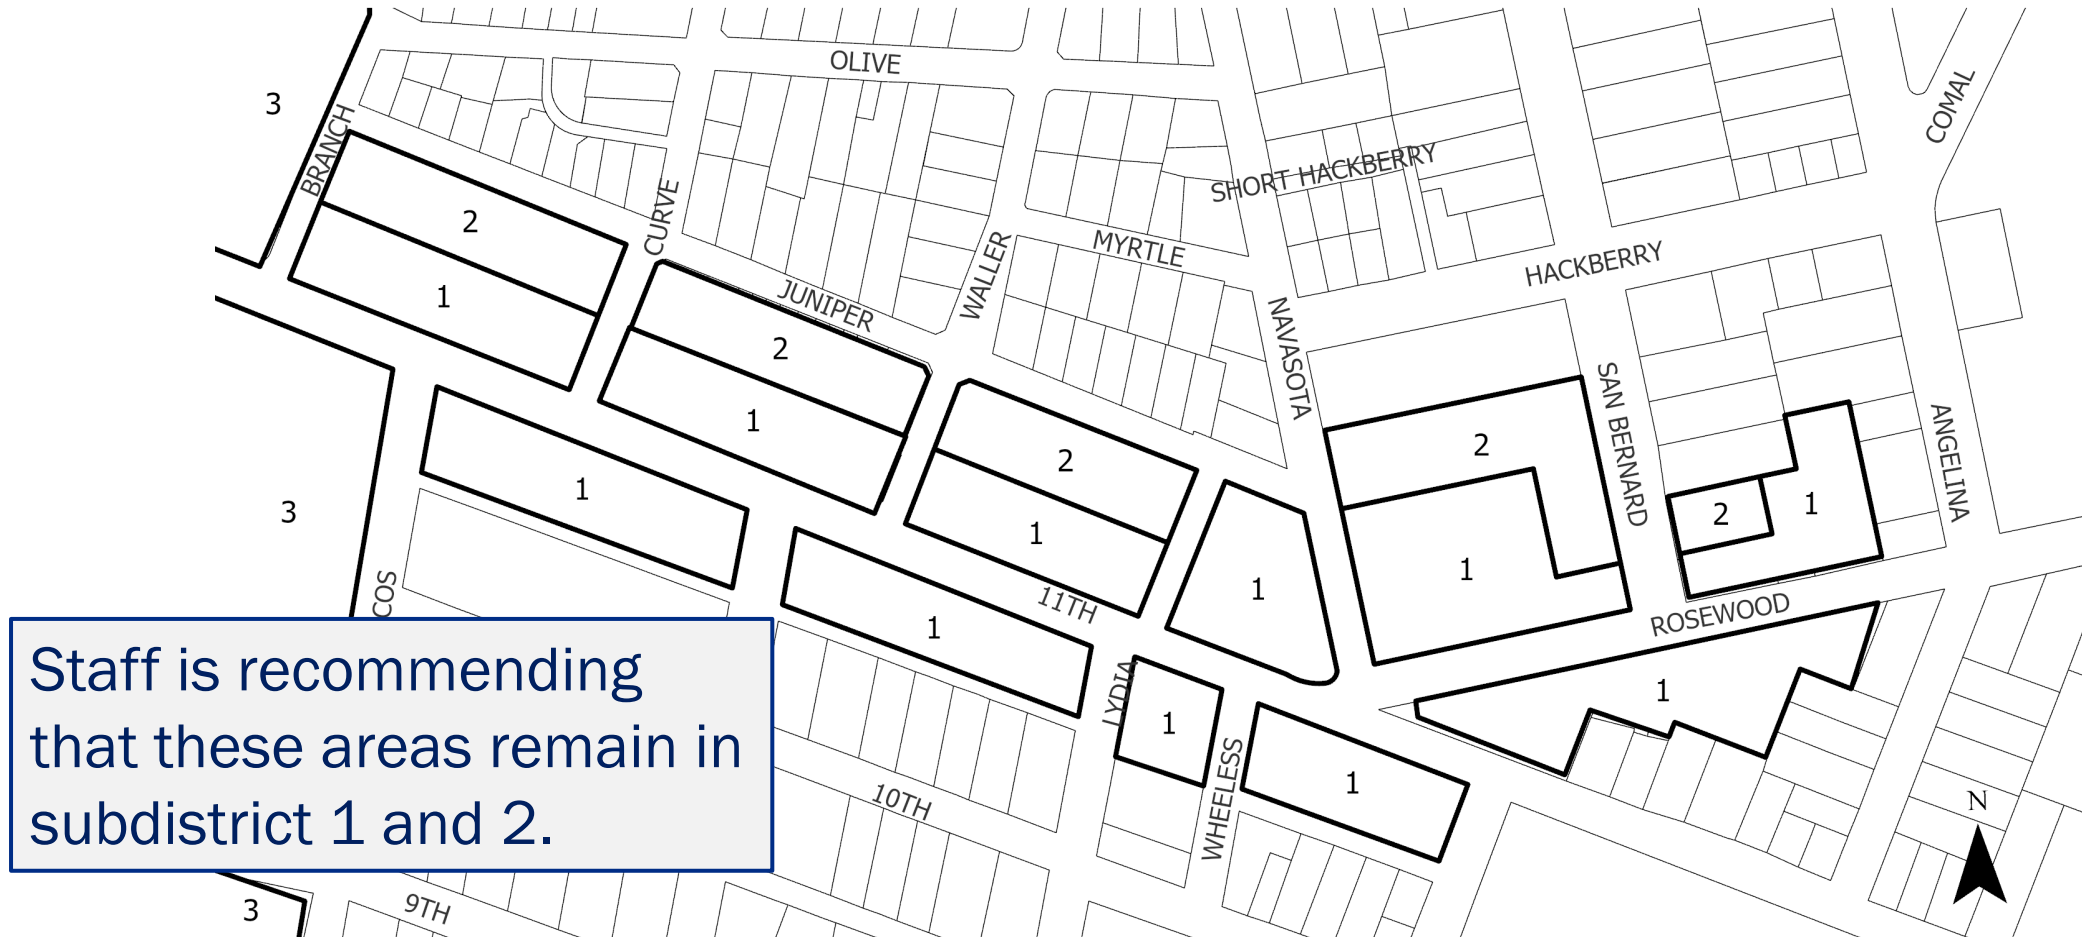 OLIVE
3
BRANCH
COMAL
SHORT HACKBERRY
CURVE
2
MYRTLE
WALLER
HACKBERRY
1
JUNIPER
NAVASOTA
2
SAN BERNARD
1
2
2
ANGELINA
1
3
1
2
1
1
1
1
COS
11TH
ROSEWOOD
1
1
LYDIA
1
1
WHEELESS
10TH
N
Staff is recommending
that these areas remain in
subdistrict 1 and 2.
3
9TH